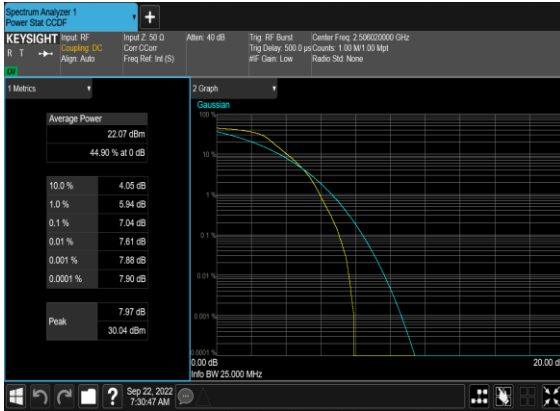 Spectrum Analyzer 1
Power Stat CCDF
KEYSIGHT
R T
Input: RF
Coupling: DC
Align: Auto
Input Z: 50 Ω
Corr CCorr
Freq Ref: Int (S)
Atten: 40 dB
Trig: RF Burst
Trig Delay: 500.0 µs
#IF Gain: Low
Center Freq: 2.506020000 GHz
Counts: 1.00 M/1.00 Mpt
Radio Std: None
1 Metrics
Average Power
22.07 dBm
44.90 % at 0 dB
10.0 % 4.05 dB
1.0 % 5.94 dB
0.1 % 7.04 dB
0.01 % 7.61 dB
0.001 % 7.88 dB
0.0001 % 7.90 dB
Peak
7.97 dB
30.04 dBm
2 Graph
Gaussian
100 %
10 %
1 %
0.1 %
0.01 %
0.001 %
0.0001 %
0.00 dB
20.00 d
Info BW 25.000 MHz
Sep 22, 2022
7:30:47 AM